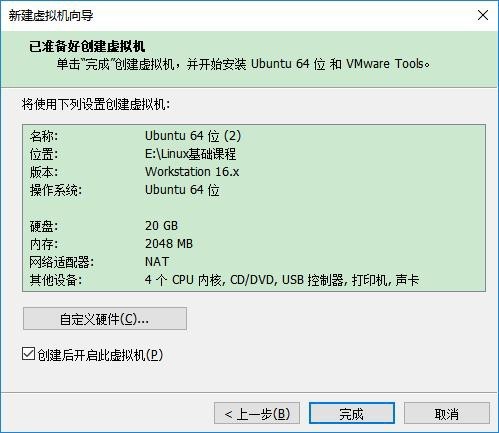 新建虚拟机向导
已准备好创建虚拟机
单击“完成”创建虚拟机，并开始安装 Ubuntu 64 位 和 VMware Tools。
将使用下列设置创建虚拟机:
名称: Ubuntu 64 位 (2)
位置: E:\Linux基础课程
版本: Workstation 16.x
操作系统: Ubuntu 64 位
硬盘: 20 GB
内存: 2048 MB
网络适配器: NAT
其他设备: 4 个 CPU 内核, CD/DVD, USB 控制器, 打印机, 声卡
自定义硬件(C)...
创建后开启此虚拟机(P)
< 上一步(B) 完成 取消